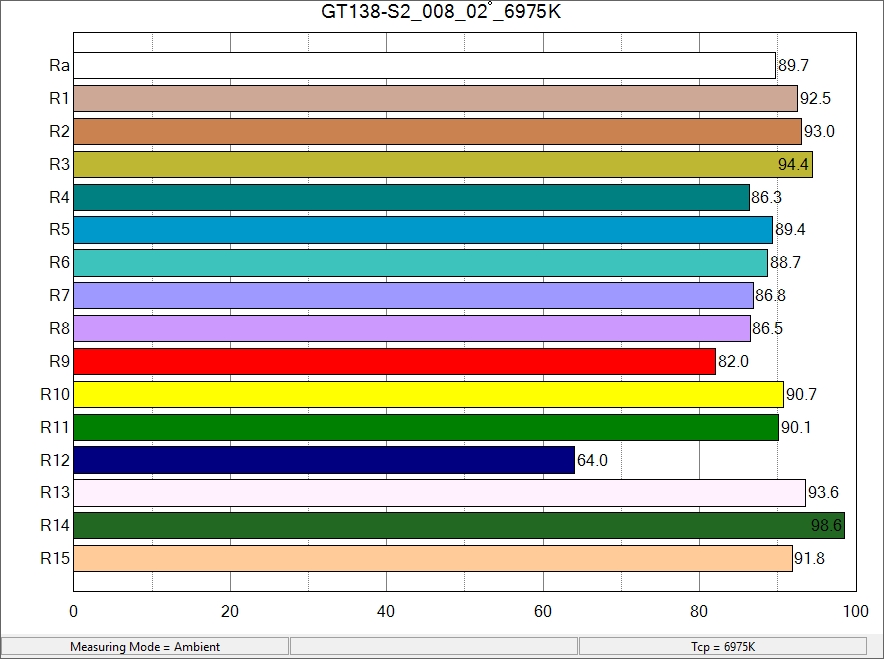 GT138-S2_008_02°_6975K
Ra 89.7
R1 92.5
R2 93.0
R3 94.4
R4 86.3
R5 89.4
R6 88.7
R7 86.8
R8 86.5
R9 82.0
R10 90.7
R11 90.1
R12 64.0
R13 93.6
R14 98.6
R15 91.8
0 20 40 60 80 100
Measuring Mode = Ambient Tcp = 6975K